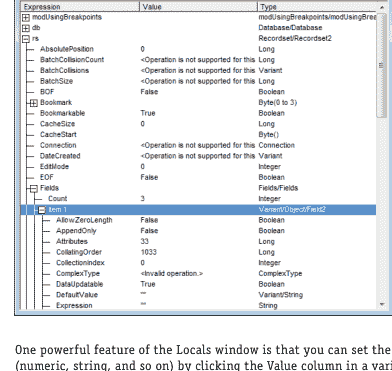 Expression Value Type
modUsingBreakpoints modUsingBreakpoints/modUsingBrea
db Database/Database
rs Recordset/Recordset2
AbsolutePosition 0 Long
BatchCollisionCount <Operation is not supported for this Long
BatchCollisions <Operation is not supported for this Variant
BatchSize <Operation is not supported for this Long
BOF False Boolean
Bookmark Byte(0 to 3)
Bookmarkable True Boolean
CacheSize 0 Long
CacheStart Byte()
Connection <Operation is not supported for this Connection
DateCreated <Operation is not supported for this Variant
EditMode 0 Integer
EOF False Boolean
Fields Fields/Fields
Count 3 Integer
Item 1 Variant/Object/Field2
AllowZeroLength False Boolean
AppendOnly False Boolean
Attributes 33 Long
CollatingOrder 1033 Long
CollectionIndex 0 Integer
ComplexType <Invalid operation.> ComplexType
DataUpdatable True Boolean
DefaultValue "" Variant/String
Expression "" String
One powerful feature of the Locals window is that you can set the
(numeric, string, and so on) by clicking the Value column in a vari